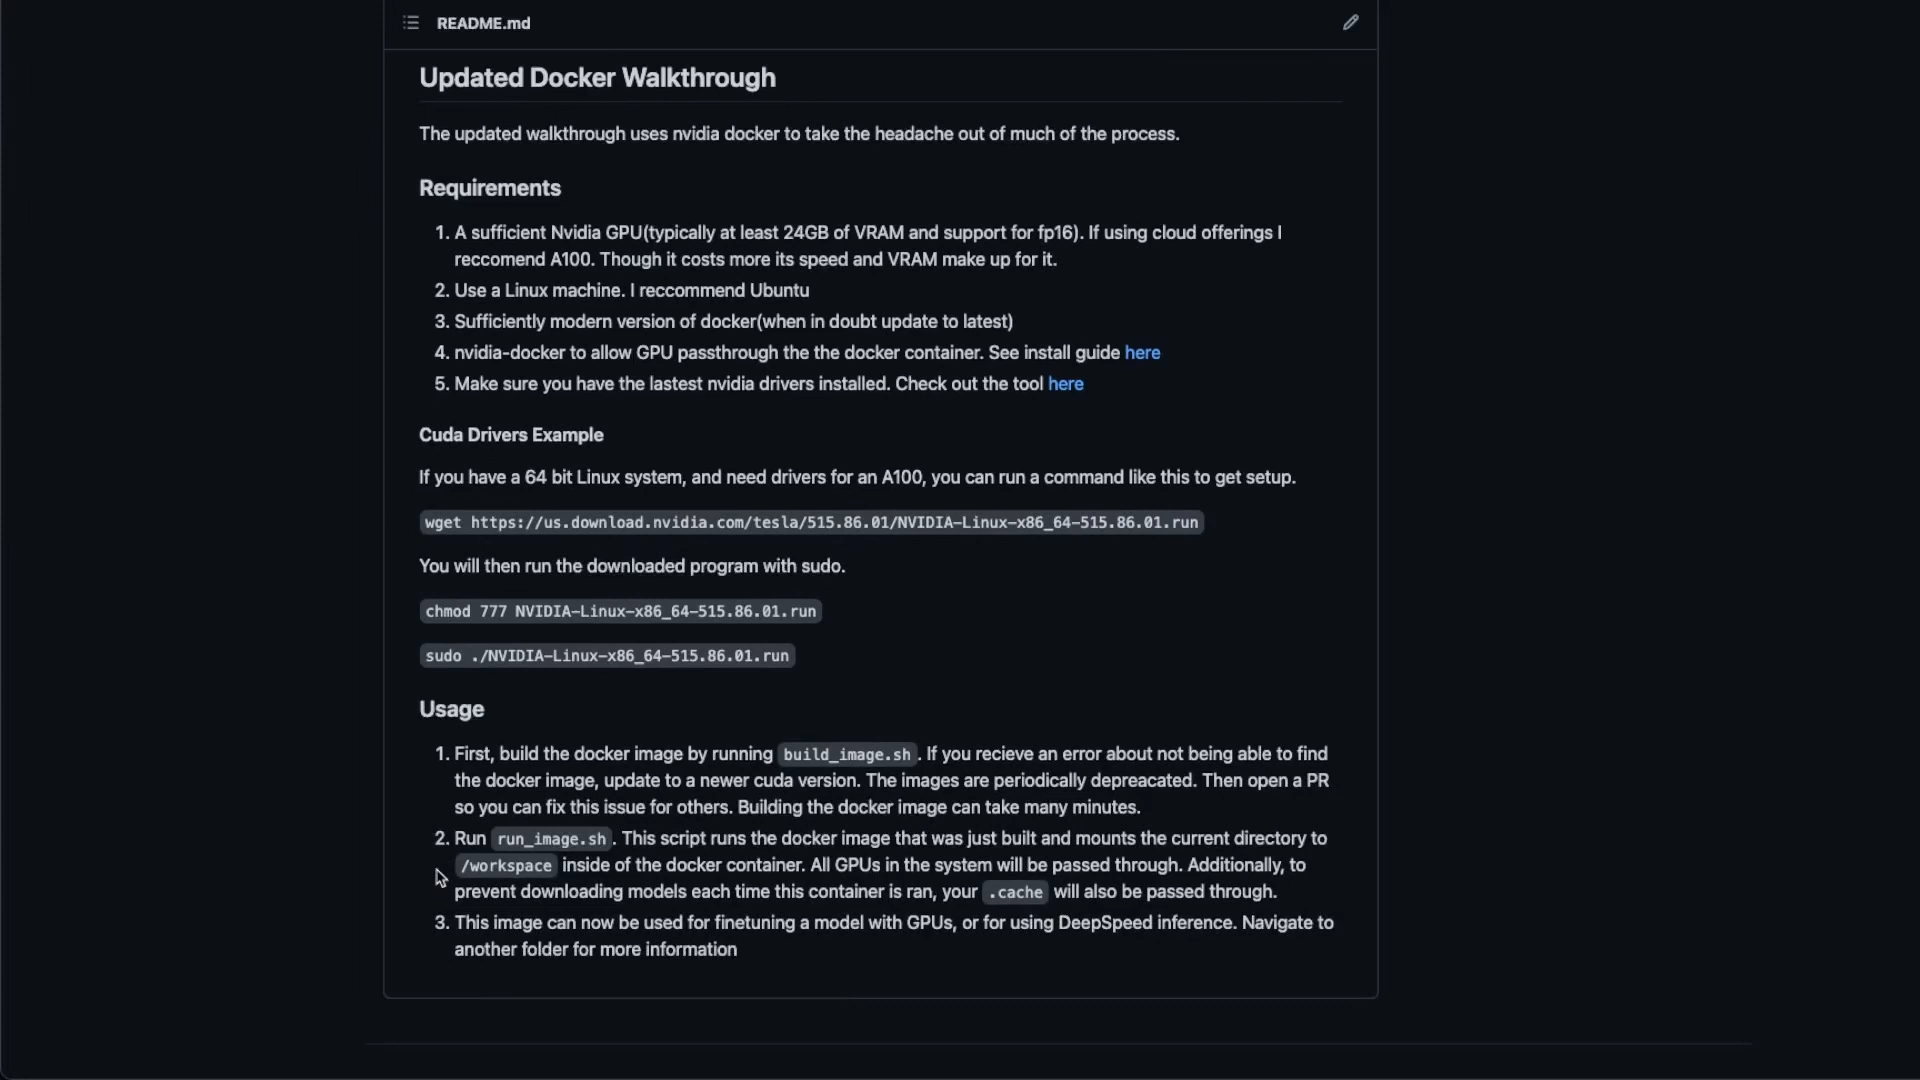 README.md
Updated Docker Walkthrough
The updated walkthrough uses nvidia docker to take the headache out of much of the process.
Requirements
1. A sufficient Nvidia GPU(typically at least 24GB of VRAM and support for fp16). If using cloud offerings I
reccomend A100. Though it costs more its speed and VRAM make up for it.
2. Use a Linux machine. I reccommend Ubuntu
3. Sufficiently modern version of docker(when in doubt update to latest)
4. nvidia-docker to allow GPU passthrough the the docker container. See install guide here
5. Make sure you have the lastest nvidia drivers installed. Check out the tool here
Cuda Drivers Example
If you have a 64 bit Linux system, and need drivers for an A100, you can run a command like this to get setup.
wget https://us.download.nvidia.com/tesla/515.86.01/NVIDIA-Linux-x86_64-515.86.01.run
You will then run the downloaded program with sudo.
chmod 777 NVIDIA-Linux-x86_64-515.86.01.run
sudo ./NVIDIA-Linux-x86_64-515.86.01.run
Usage
1. First, build the docker image by running build_image.sh. If you recieve an error about not being able to find
the docker image, update to a newer cuda version. The images are periodically depreacated. Then open a PR
so you can fix this issue for others. Building the docker image can take many minutes.
2. Run run_image.sh. This script runs the docker image that was just built and mounts the current directory to
/workspace inside of the docker container. All GPUs in the system will be passed through. Additionally, to
prevent downloading models each time this container is ran, your .cache will also be passed through.
3. This image can now be used for finetuning a model with GPUs, or for using DeepSpeed inference. Navigate to
another folder for more information